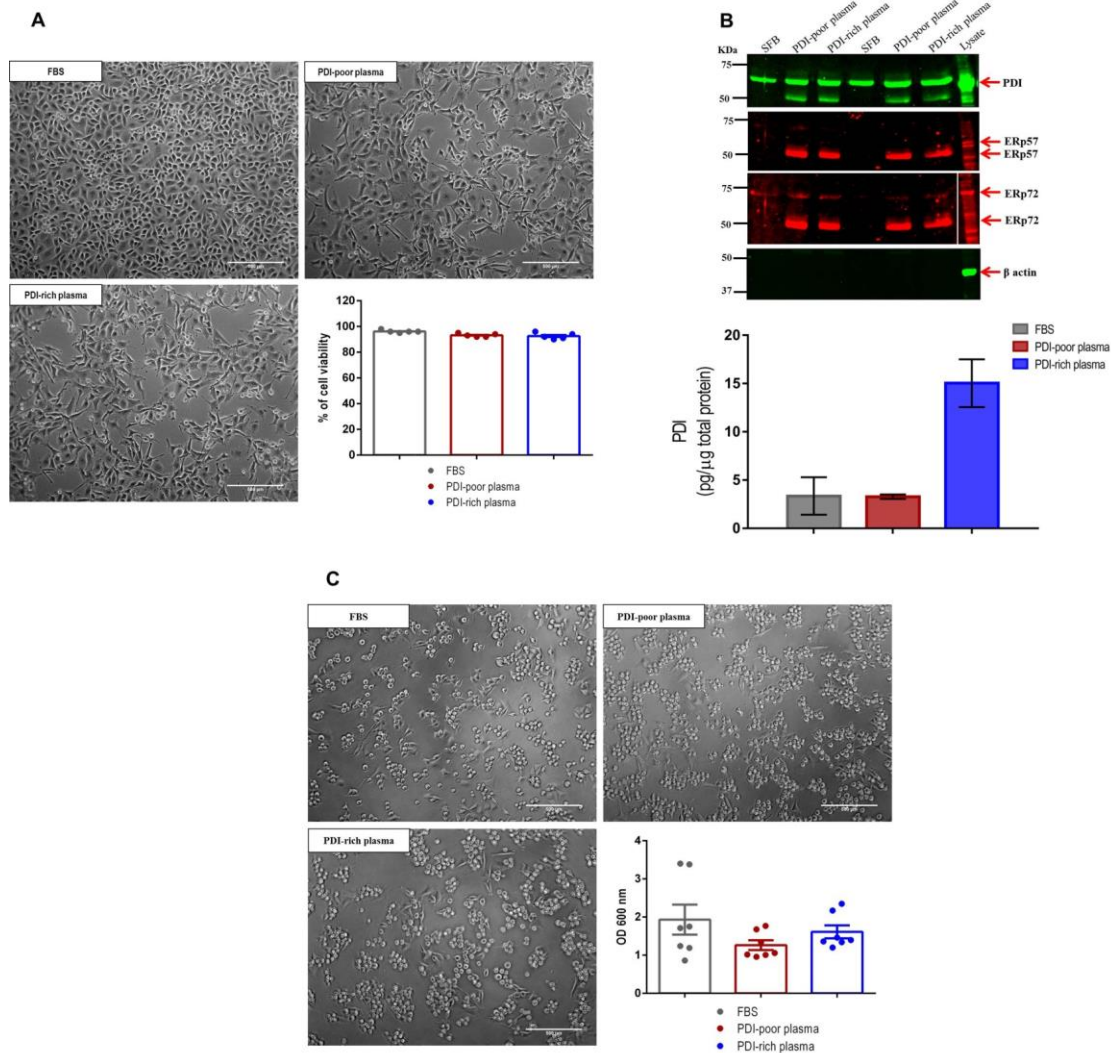 A
FBS
PDI-poor plasma
PDI-rich plasma
120
100
80
60
40
20
0
% of cell viability
FBS
PDI-poor plasma
PDI-rich plasma
B
KDa
SFB
PDI-poor plasma
PDI-rich plasma
SFB
PDI-poor plasma
PDI-rich plasma
Lysate
75
50
PDI
75
50
ERp57
ERp57
75
50
ERp72
ERp72
50
37
β actin
20
15
10
5
0
PDI
(pg/µg total protein)
FBS
PDI-poor plasma
PDI-rich plasma
C
FBS
PDI-poor plasma
PDI-rich plasma
4
3
2
1
0
OD 600 nm
FBS
PDI-poor plasma
PDI-rich plasma